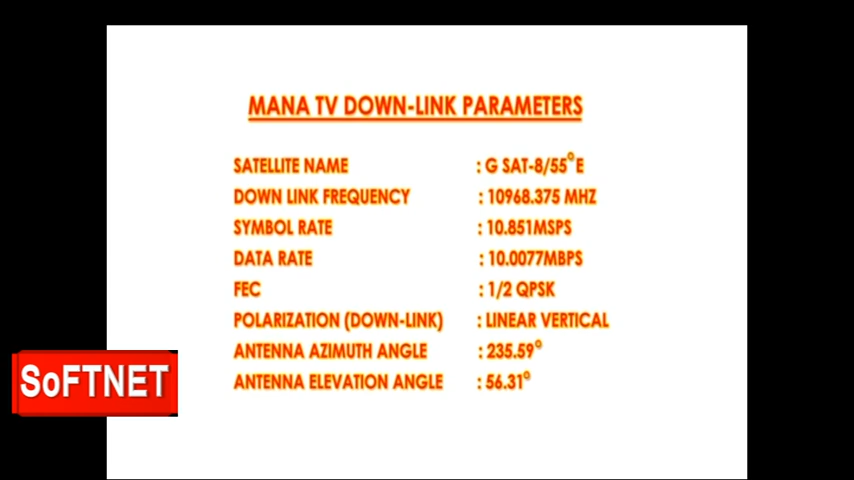 MANA TV DOWN-LINK PARAMETERS
SATELLITE NAME : G SAT-8/55°E
DOWN LINK FREQUENCY : 10968.375 MHZ
SYMBOL RATE : 10.851MSPS
DATA RATE : 10.0077MBPS
FEC : 1/2 QPSK
POLARIZATION (DOWN-LINK) : LINEAR VERTICAL
ANTENNA AZIMUTH ANGLE : 235.59°
ANTENNA ELEVATION ANGLE : 56.31°
SoFTNET